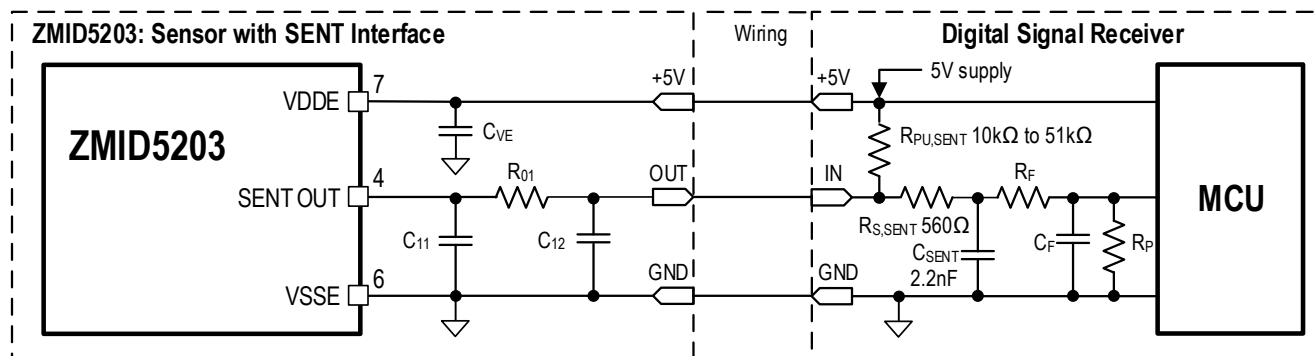 ZMID5203: Sensor with SENT Interface
Wiring
Digital Signal Receiver
7
VDDE
+5V
+5V
5V supply
CVE
RPU,SENT 10kΩ to 51kΩ
ZMID5203
4
SENT OUT
R01
OUT
IN
RF
MCU
RS,SENT 560Ω
C11
C12
CSENT
2.2nF
CF
RP
6
VSSE
GND
GND